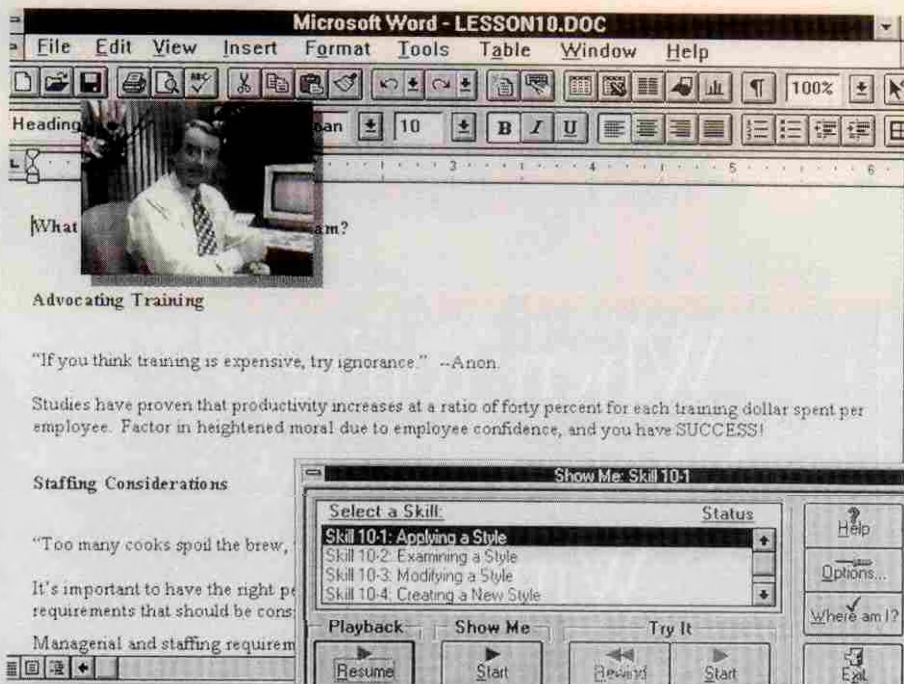 Microsoft Word - LESSON10.DOC
File Edit View Insert Format Tools Table Window Help
100%
Heading 10 B I U
3 4 5 6
What am?
Advocating Training
"If you think training is expensive, try ignorance." --Anon.
Studies have proven that productivity increases at a ratio of forty percent for each training dollar spent per
employee. Factor in heightened moral due to employee confidence, and you have SUCCESS!
Staffing Considerations
"Too many cooks spoil the brew,
It's important to have the right
requirements that should be
Managerial and staffing
Show Me: Skill 10-1
Select a Skill: Status
Skill 10-1: Applying a Style
Skill 10-2: Examining a Style
Skill 10-3: Modifying a Style
Skill 10-4: Creating a New Style
Help
Options...
Where am I?
Playback Show Me Try It
Resume Start Rewind Start Exit